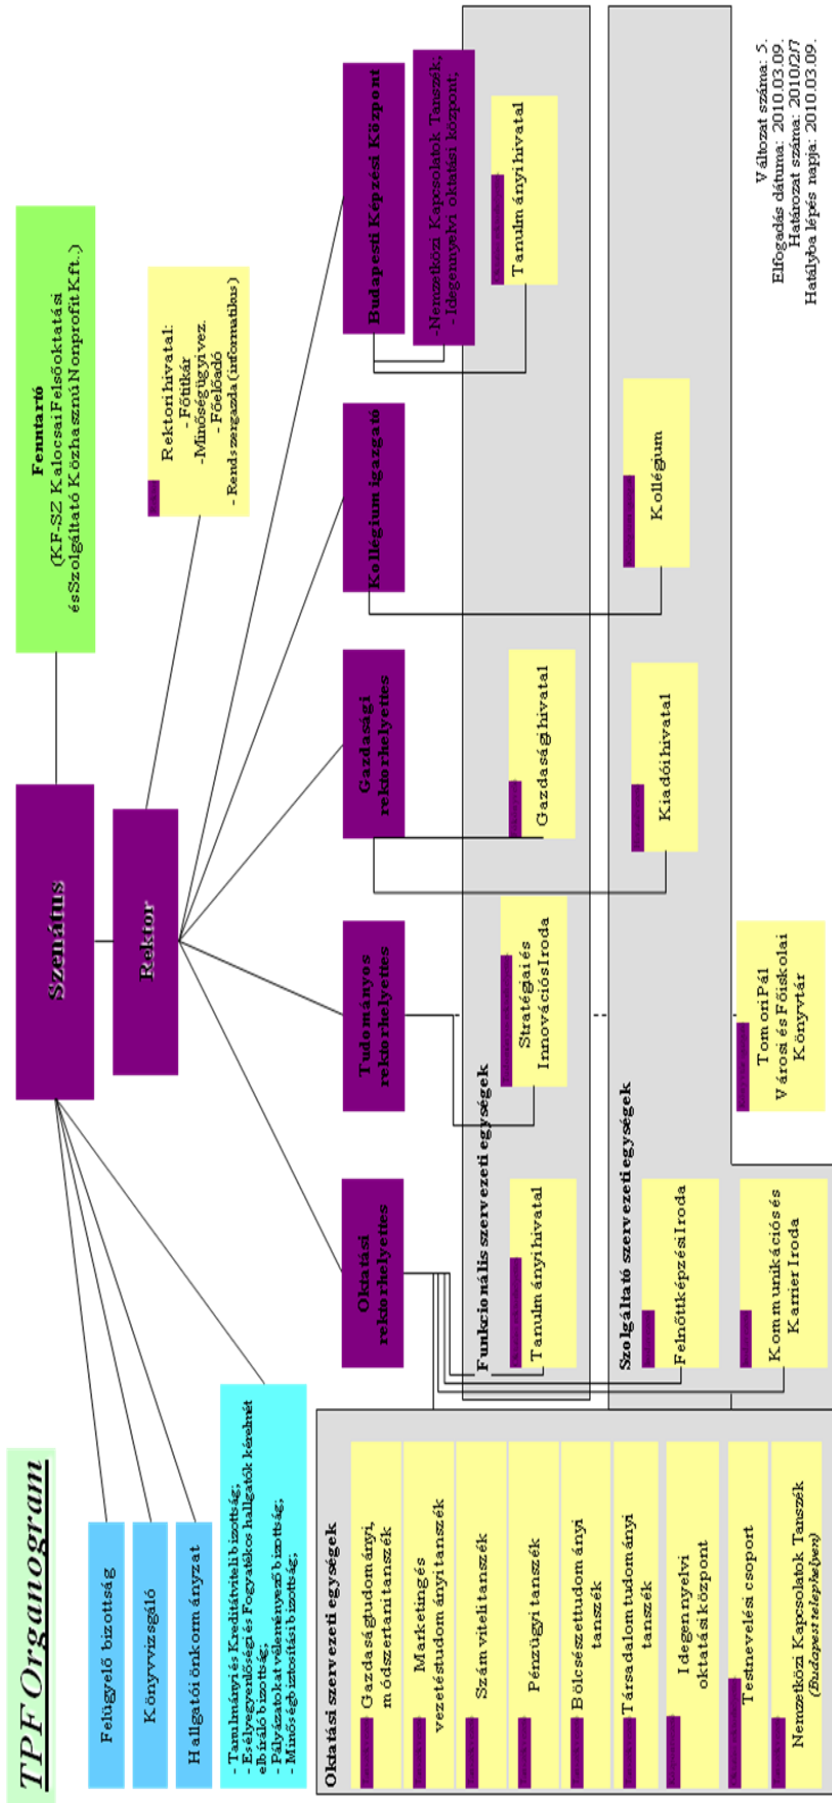 TPF Organogram
Fenntartó
(KF-SZ Kalocsai Felsőoktatási
és Szolgáltató Közhasznú Nonprofit Kft.)
Szenátus
Rektor
Rektori hivatal:
- Főtitkár
-Minőségügyi vez.
- Főelőadó
- Rendszergazda (informatikus)
Felügyelő bizottság
Könyvvizsgáló
Hallgatói önkormányzat
- Tanulmányi és Kreditátviteli bizottság;
- Esélyegyenlőségi és Fogyatékos hallgatók kérelmét
elbíráló bizottság;
- Pályázatokat véleményező bizottság;
- Minőségbiztosítási bizottság;
Oktatási
rektorhelyettes
Tudományos
rektorhelyettes
Gazdasági
rektorhelyettes
Kollégium igazgató
Budapesti Képzési Központ
-Nemzetközi Kapcsolatok Tanszék;
- Idegennyelvi oktatási központ;
Oktatási szervezeti egységek
Gazdaságtudományi,
módszertani tanszék
Marketing és
vezetéstudományi tanszék
Számviteli tanszék
Pénzügyi tanszék
Bölcsészettudományi
tanszék
Társadalomtudományi
tanszék
Idegennyelvi
oktatási központ
Testnevelési csoport
Nemzetközi Kapcsolatok Tanszék
(Budapest telephelyen)
Funkcionális szervezeti egységek
Tanulmányi hivatal
Stratégiai és
Innovációs Iroda
Gazdasági hivatal
Tanulmányi hivatal
Szolgáltató szervezeti egységek
Felnőttképzési Iroda
Kommunikációs és
Karrier Iroda
Tomori Pál
Városi és Főiskolai
Könyvtár
Kiadói hivatal
Kollégium
Változat száma: 5.
Elfogadás dátuma: 2010.03.09.
Határozat száma: 2010/2/7
Hatályba lépés napja: 2010.03.09.